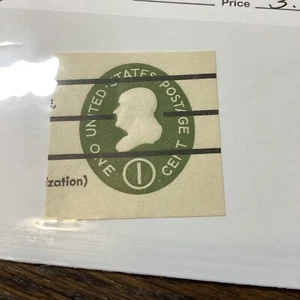 Price 3.
UNITED STATES POSTAGE
ONE CENT
1
ization)